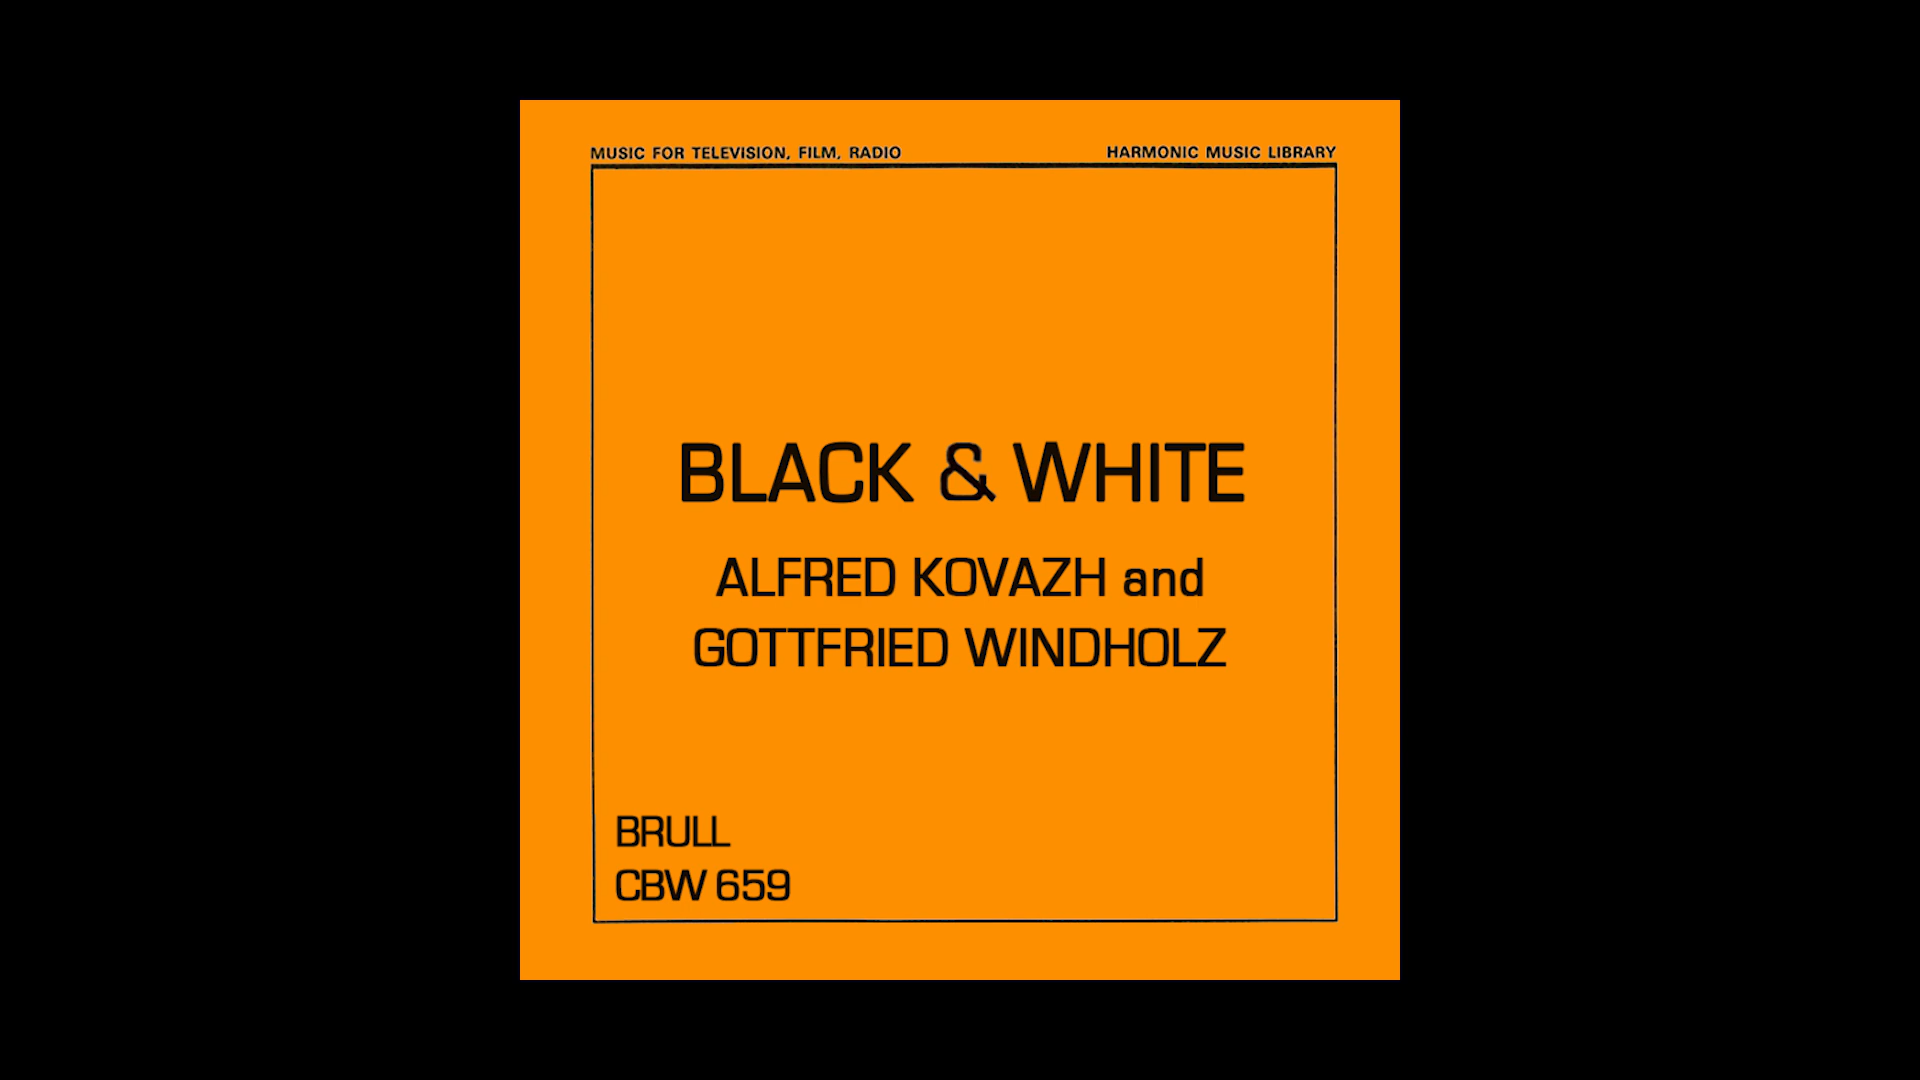 MUSIC FOR TELEVISION, FILM, RADIO
HARMONIC MUSIC LIBRARY
BLACK & WHITE
ALFRED KOVAZH and
GOTTFRIED WINDHOLZ
BRULL
CBW 659